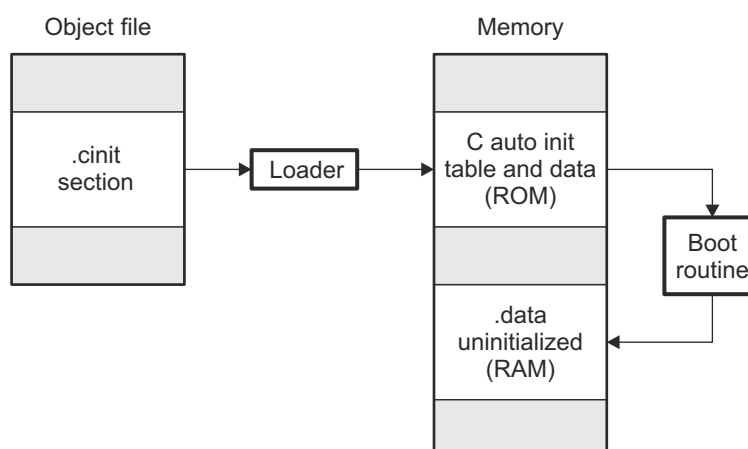 Object file
Memory
.cinit
section
Loader
C auto init
table and data
(ROM)
Boot
routine
.data
uninitialized
(RAM)